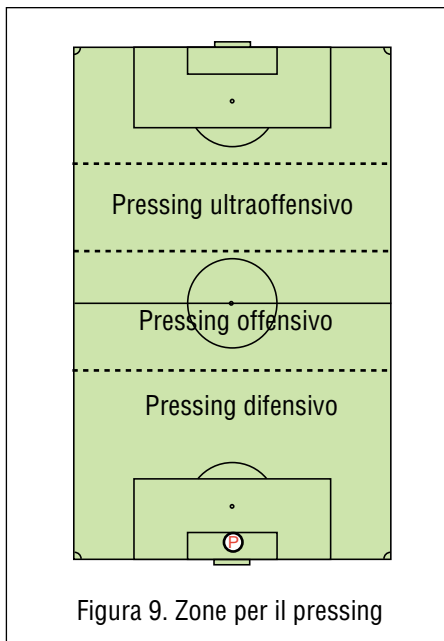 Pressing ultraoffensivo
Pressing offensivo
Pressing difensivo
P
Figura 9. Zone per il pressing